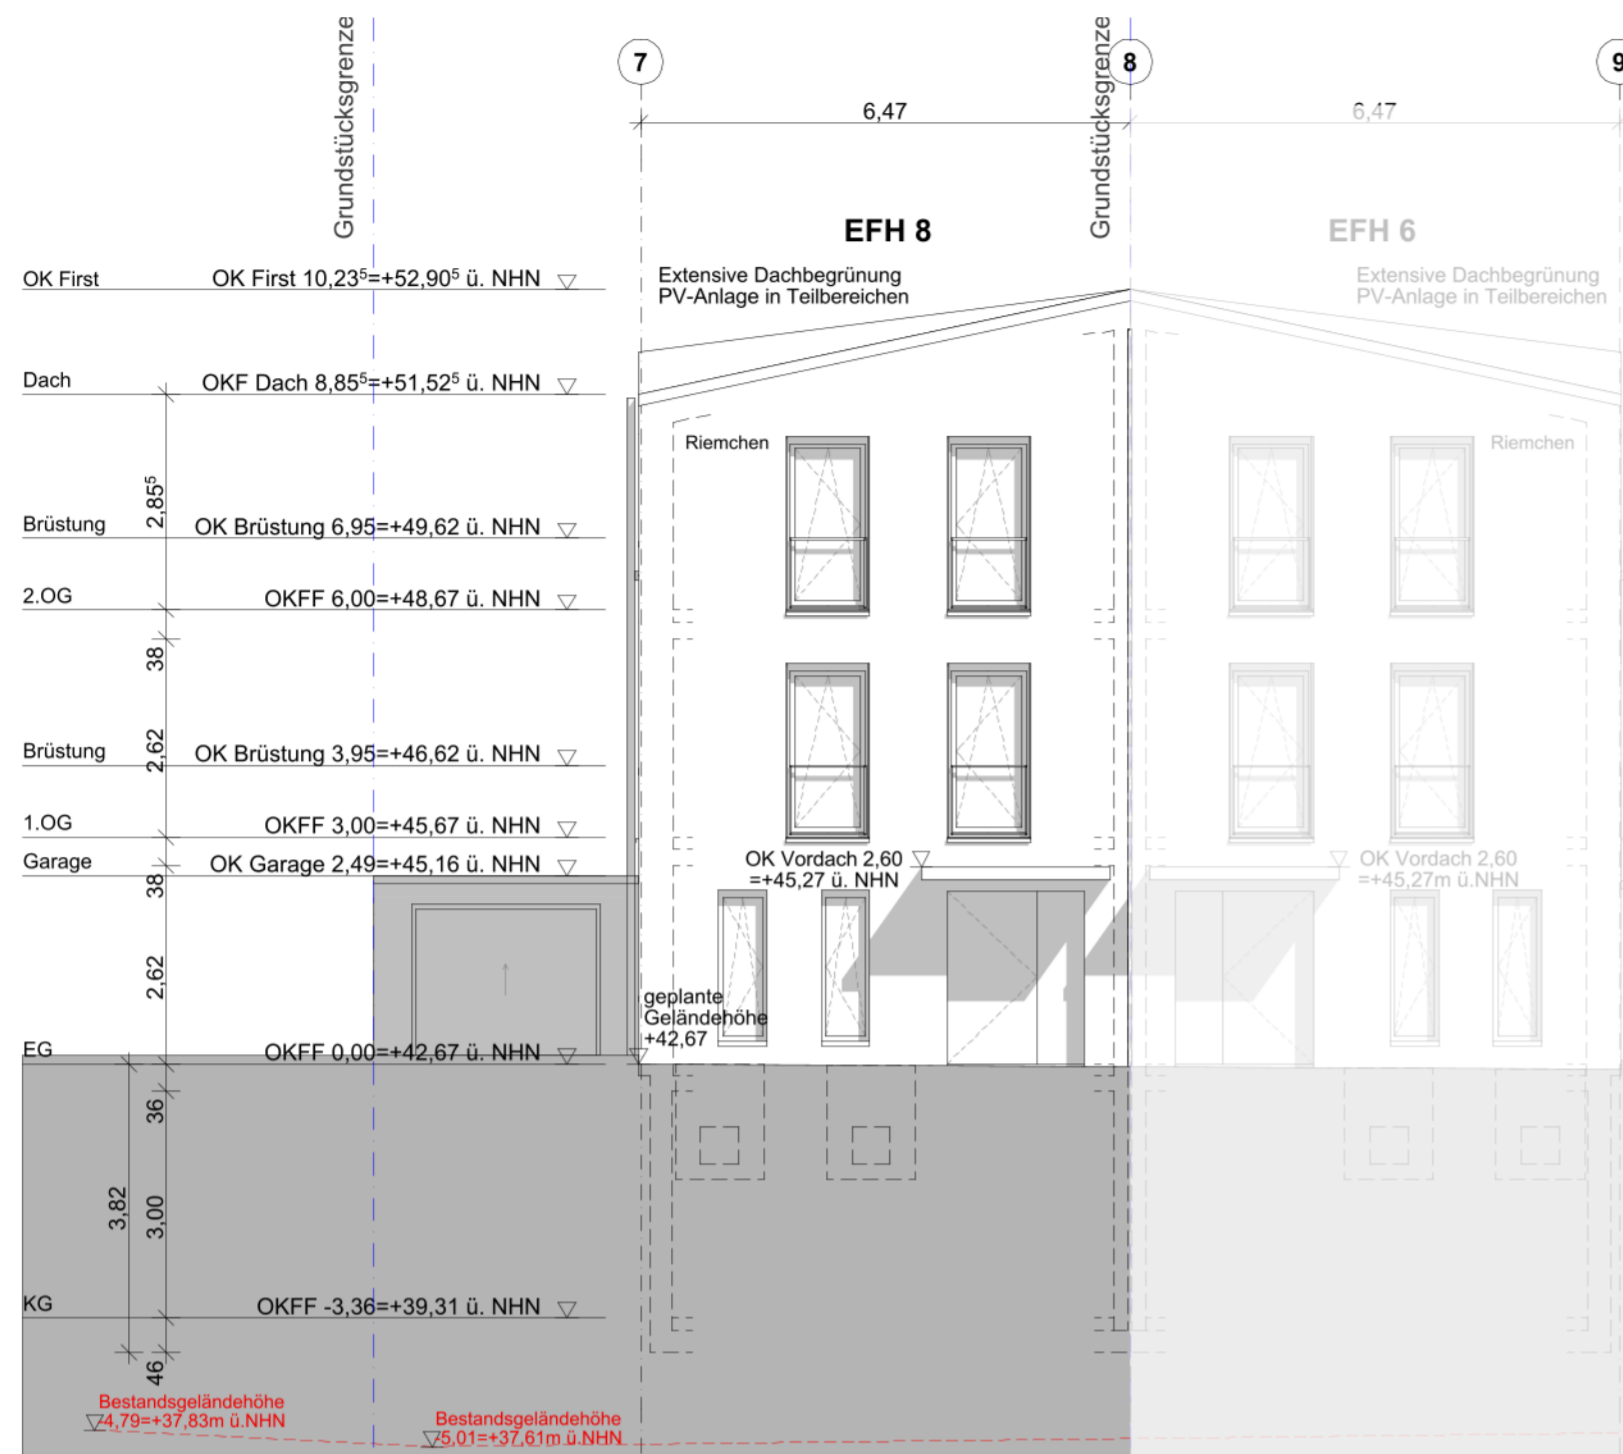 Grundstücksgrenze
Grundstücksgrenze
7
8
9
6,47
6,47
EFH 8
EFH 6
OK First
OK First 10,23⁵=+52,90⁵ ü. NHN
Extensive Dachbegrünung
PV-Anlage in Teilbereichen
Extensive Dachbegrünung
PV-Anlage in Teilbereichen
Dach
OKF Dach 8,85⁵=+51,52⁵ ü. NHN
Riemchen
Riemchen
2,85⁵
Brüstung
OK Brüstung 6,95=+49,62 ü. NHN
2.OG
OKFF 6,00=+48,67 ü. NHN
38
2,62
Brüstung
OK Brüstung 3,95=+46,62 ü. NHN
1.OG
OKFF 3,00=+45,67 ü. NHN
Garage
OK Garage 2,49=+45,16 ü. NHN
38
OK Vordach 2,60
=+45,27 ü. NHN
OK Vordach 2,60
=+45,27m ü.NHN
2,62
geplante
Geländehöhe
+42,67
EG
OKFF 0,00=+42,67 ü. NHN
36
3,82
3,00
KG
OKFF -3,36=+39,31 ü. NHN
46
Bestandsgeländehöhe
-4,79=+37,83m ü.NHN
Bestandsgeländehöhe
-5,01=+37,61m ü.NHN